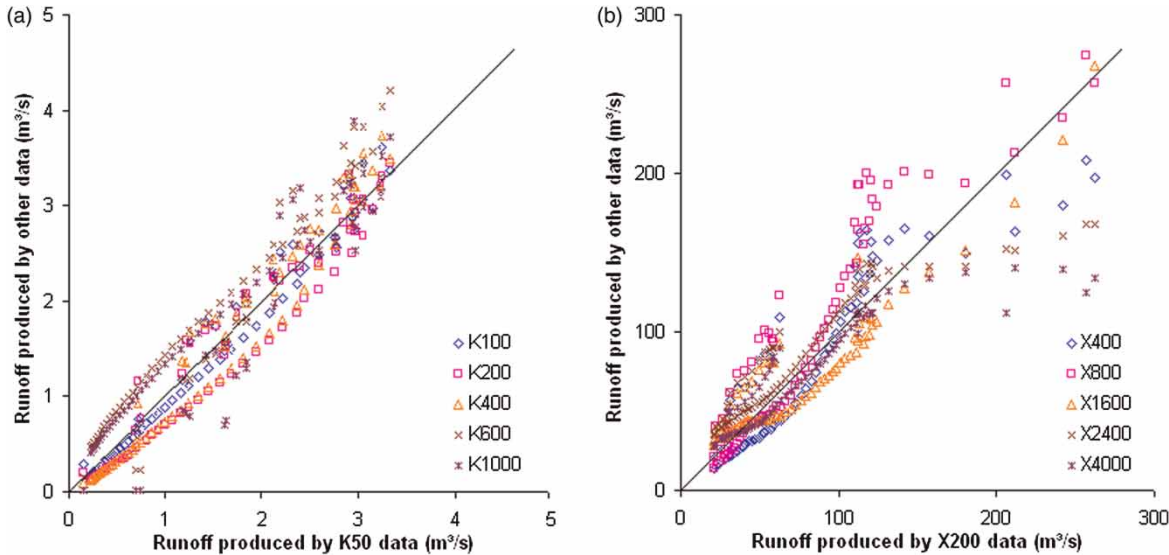 (a)
5
4
3
2
1
0
0 1 2 3 4 5
Runoff produced by other data (m³/s)
Runoff produced by K50 data (m³/s)
K100
K200
K400
K600
K1000
(b)
300
200
100
0
0 100 200 300
Runoff produced by other data (m³/s)
Runoff produced by X200 data (m³/s)
X400
X800
X1600
X2400
X4000